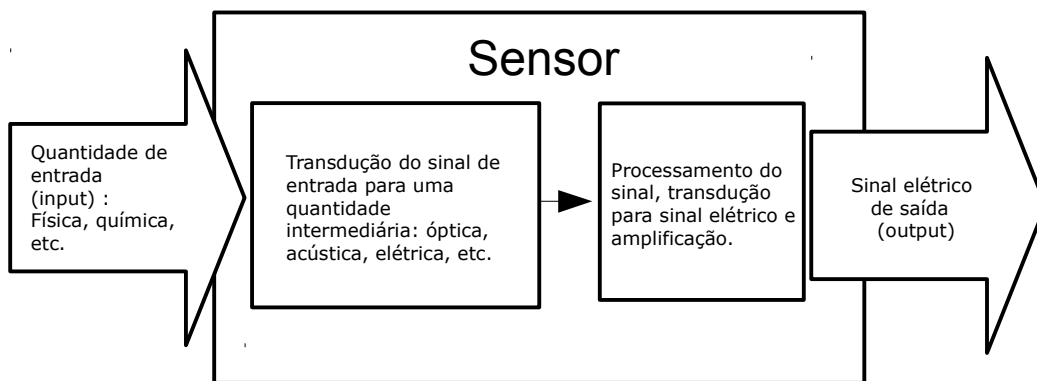 Sensor
Quantidade de
entrada
(input) :
Física, química,
etc.
Transdução do sinal de
entrada para uma
quantidade
intermediária: óptica,
acústica, elétrica, etc.
Processamento do
sinal, transdução
para sinal elétrico e
amplificação.
Sinal elétrico
de saída
(output)